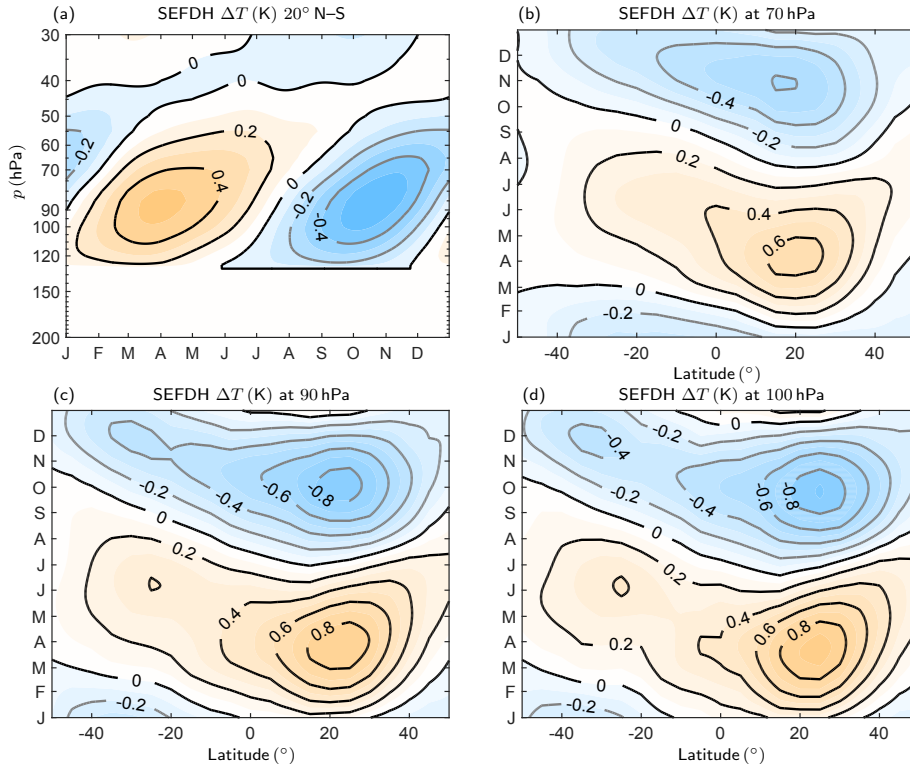 (a) SEFDH ΔT (K) 20° N–S
30
40
50
60
70
90
100
120
150
200
p (hPa)
J F M A M J J A S O N D
0
0
-0.2
0.2
0.4
0
-0.2
-0.4
(b) SEFDH ΔT (K) at 70 hPa
D
N
O
S
A
J
J
M
A
M
F
J
-40 -20 0 20 40
Latitude (°)
-0.4
-0.2
0
0.2
0.4
0.6
0
-0.2
(c) SEFDH ΔT (K) at 90 hPa
D
N
O
S
A
J
J
M
A
M
F
J
-40 -20 0 20 40
Latitude (°)
0
-0.2
-0.4
-0.6
-0.8
0
0.2
0.4
0.6
0.8
0
-0.2
(d) SEFDH ΔT (K) at 100 hPa
D
N
O
S
A
J
J
M
A
M
F
J
-40 -20 0 20 40
Latitude (°)
0
-0.2
-0.4
-0.2
-0.4
-0.6
-0.8
0
0.2
0.2
0.4
0.6
0.8
0
-0.2